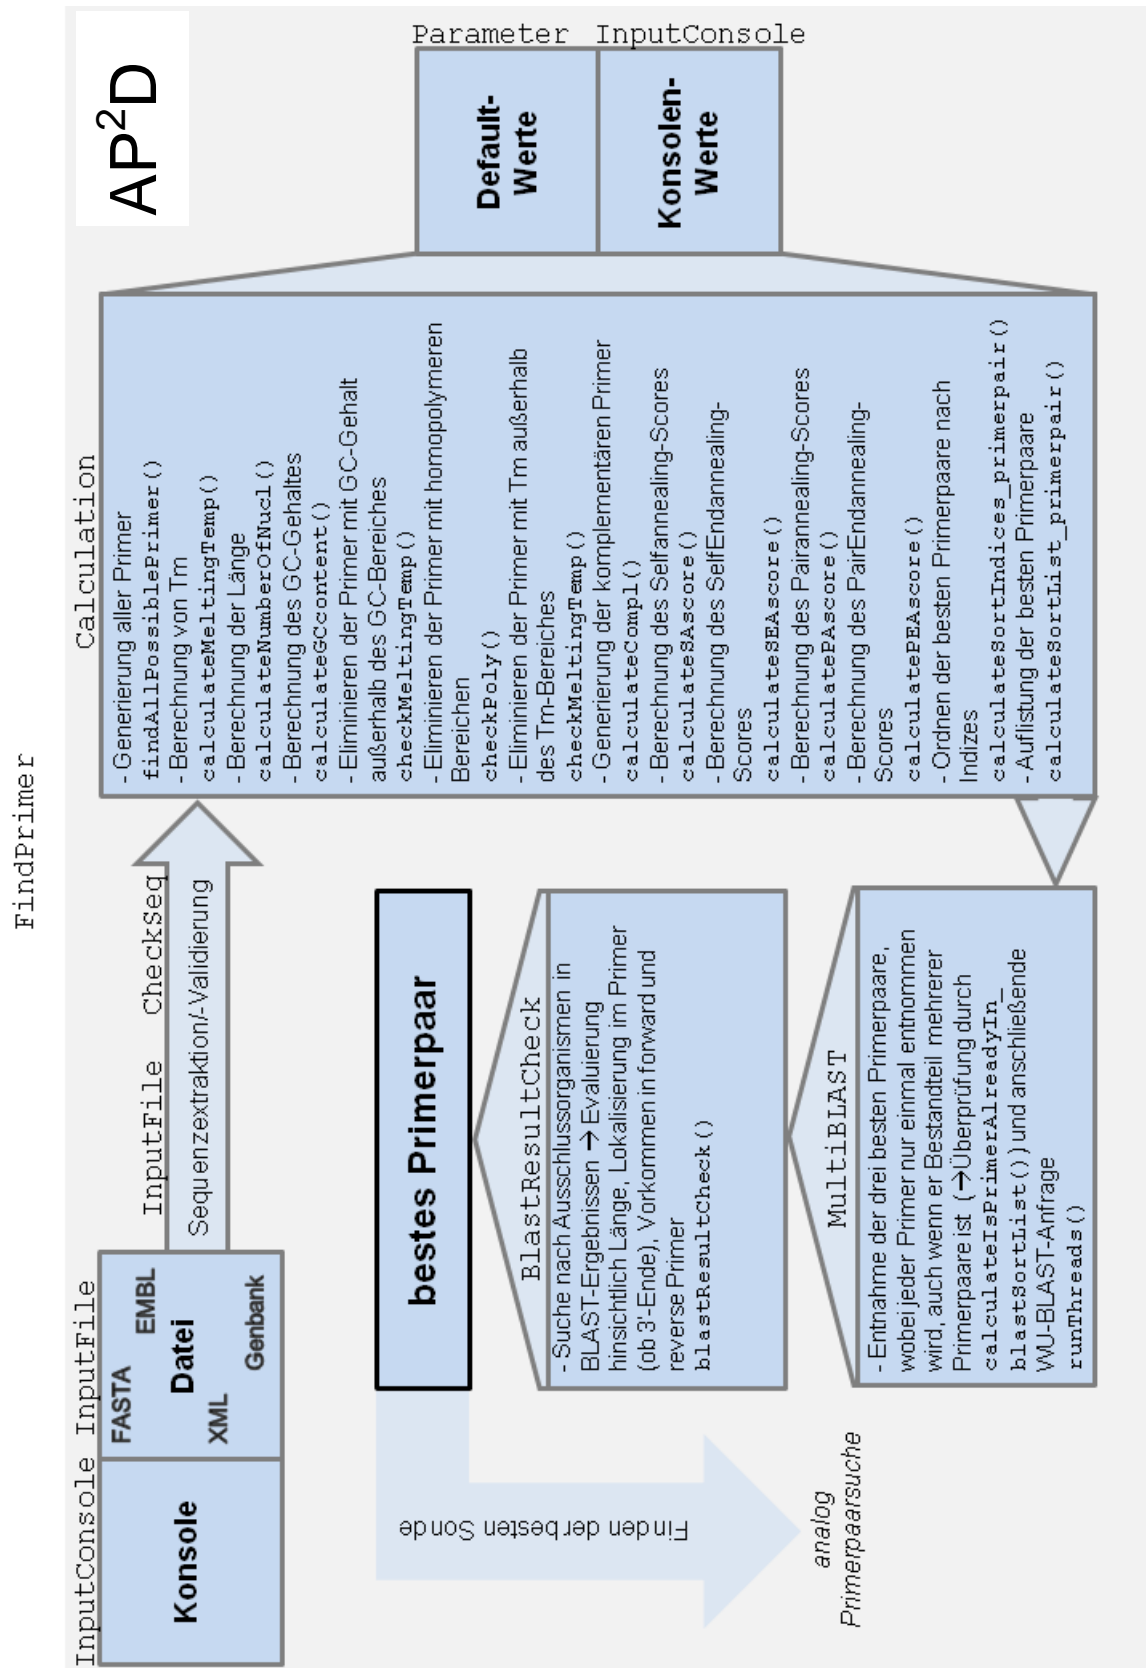 FindPrimer
AP²D
InputConsole
InputFile
Konsole
FASTA
EMBL
Datei
XML
Genbank
InputFile
CheckSeq
Sequenzextraktion/-Validierung
Calculation
- Generierung aller Primer
findAllPosiblePrimer()
- Berechnung von Tm
calculateMeltingTemp()
- Berechnung der Länge
calculateNumberOfNucl()
- Berechnung des GC-Gehaltes
calculateGCcontent()
- Eliminieren der Primer mit GC-Gehalt
außerhalb des GC-Bereiches
checkMeltingTemp()
- Eliminieren der Primer mit homopolymeren
Bereichen
checkPoly()
- Eliminieren der Primer mit Tm außerhalb
des Tm-Bereiches
checkMeltingTemp()
- Generierung der komplementären Primer
calculateCompl()
- Berechnung des Selfannealing-Scores
calculateSAscore()
- Berechnung des SelfEndannealing-
Scores
calculateSEAscore()
- Berechnung des Pairannealing-Scores
calculatePAscore()
- Berechnung des PairEndannealing-
Scores
calculatePEAscore()
- Ordnen der besten Primerpaare nach
Indizes
calculateSortIndices_primerpair()
- Auflistung der besten Primerpaare
calculateSortList_primerpair()
Parameter
InputConsole
Default-
Werte
Konsolen-
Werte
MultiBLAST
- Entnahme der drei besten Primerpaare,
wobei jeder Primer nur einmal entnommen
wird, auch wenn er Bestandteil mehrerer
Primerpaare ist (→Überprüfung durch
calculateIsPrimerAlreadyIn_
blastSortList()) und anschließende
WU-BLAST-Anfrage
runThreads()
BlastResultCheck
- Suche nach Ausschlussorganismen in
BLAST-Ergebnissen → Evaluierung
hinsichtlich Länge, Lokalisierung im Primer
(ob 3'-Ende), Vorkommen in forward und
reverse Primer
blastResultCheck()
bestes Primerpaar
Finden der besten Sonde
analog
Primerpaarsuche